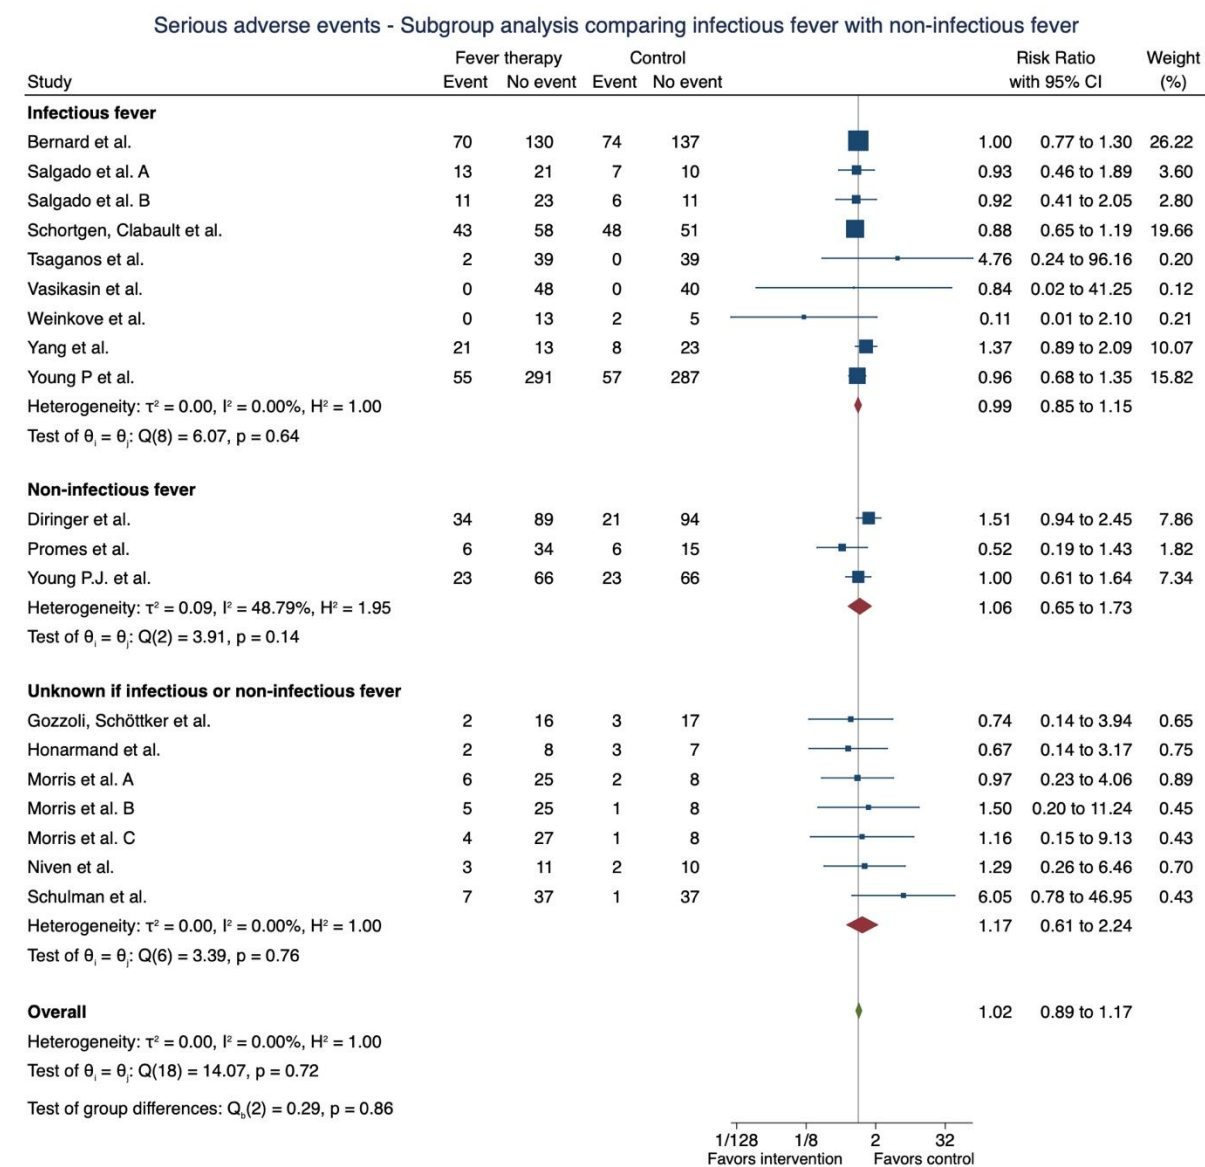 Serious adverse events - Subgroup analysis comparing infectious fever with non-infectious fever
Fever therapy Control Risk Ratio Weight
Study Event No event Event No event with 95% CI (%)
Infectious fever
Bernard et al. 70 130 74 137 1.00 0.77 to 1.30 26.22
Salgado et al. A 13 21 7 10 0.93 0.46 to 1.89 3.60
Salgado et al. B 11 23 6 11 0.92 0.41 to 2.05 2.80
Schortgen, Clabault et al. 43 58 48 51 0.88 0.65 to 1.19 19.66
Tsaganos et al. 2 39 0 39 4.76 0.24 to 96.16 0.20
Vasikasin et al. 0 48 0 40 0.84 0.02 to 41.25 0.12
Weinkove et al. 0 13 2 5 0.11 0.01 to 2.10 0.21
Yang et al. 21 13 8 23 1.37 0.89 to 2.09 10.07
Young P et al. 55 291 57 287 0.96 0.68 to 1.35 15.82
Heterogeneity: τ² = 0.00, I² = 0.00%, H² = 1.00 0.99 0.85 to 1.15
Test of θᵢ = θⱼ: Q(8) = 6.07, p = 0.64
Non-infectious fever
Diringer et al. 34 89 21 94 1.51 0.94 to 2.45 7.86
Promes et al. 6 34 6 15 0.52 0.19 to 1.43 1.82
Young P.J. et al. 23 66 23 66 1.00 0.61 to 1.64 7.34
Heterogeneity: τ² = 0.09, I² = 48.79%, H² = 1.95 1.06 0.65 to 1.73
Test of θᵢ = θⱼ: Q(2) = 3.91, p = 0.14
Unknown if infectious or non-infectious fever
Gozzoli, Schöttker et al. 2 16 3 17 0.74 0.14 to 3.94 0.65
Honarmand et al. 2 8 3 7 0.67 0.14 to 3.17 0.75
Morris et al. A 6 25 2 8 0.97 0.23 to 4.06 0.89
Morris et al. B 5 25 1 8 1.50 0.20 to 11.24 0.45
Morris et al. C 4 27 1 8 1.16 0.15 to 9.13 0.43
Niven et al. 3 11 2 10 1.29 0.26 to 6.46 0.70
Schulman et al. 7 37 1 37 6.05 0.78 to 46.95 0.43
Heterogeneity: τ² = 0.00, I² = 0.00%, H² = 1.00 1.17 0.61 to 2.24
Test of θᵢ = θⱼ: Q(6) = 3.39, p = 0.76
Overall 1.02 0.89 to 1.17
Heterogeneity: τ² = 0.00, I² = 0.00%, H² = 1.00
Test of θᵢ = θⱼ: Q(18) = 14.07, p = 0.72
Test of group differences: Q_b(2) = 0.29, p = 0.86
1/128 1/8 2 32
Favors intervention Favors control